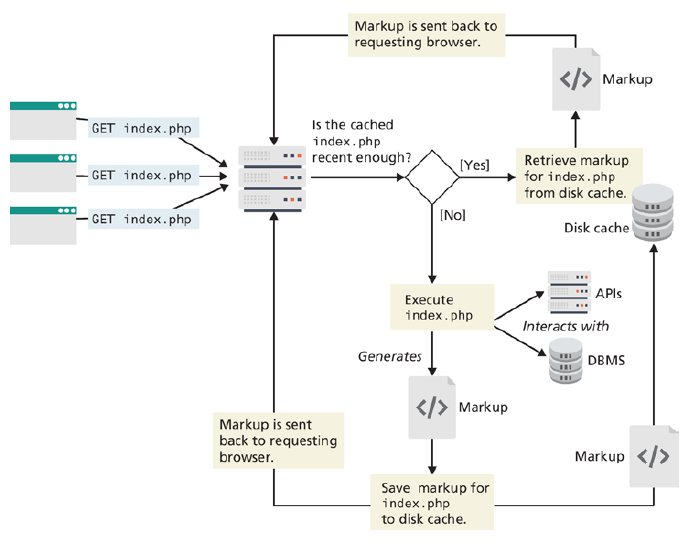 Markup is sent back to
requesting browser.
</>
Markup
GET index.php
GET index.php
GET index.php
Is the cached
index.php
recent enough?
[Yes]
[No]
Retrieve markup
for index.php
from disk cache.
Disk cache
Execute
index.php
APIs
Interacts with
DBMS
Generates
</>
Markup
Markup is sent
back to requesting
browser.
Markup
</>
Save markup for
index.php
to disk cache.